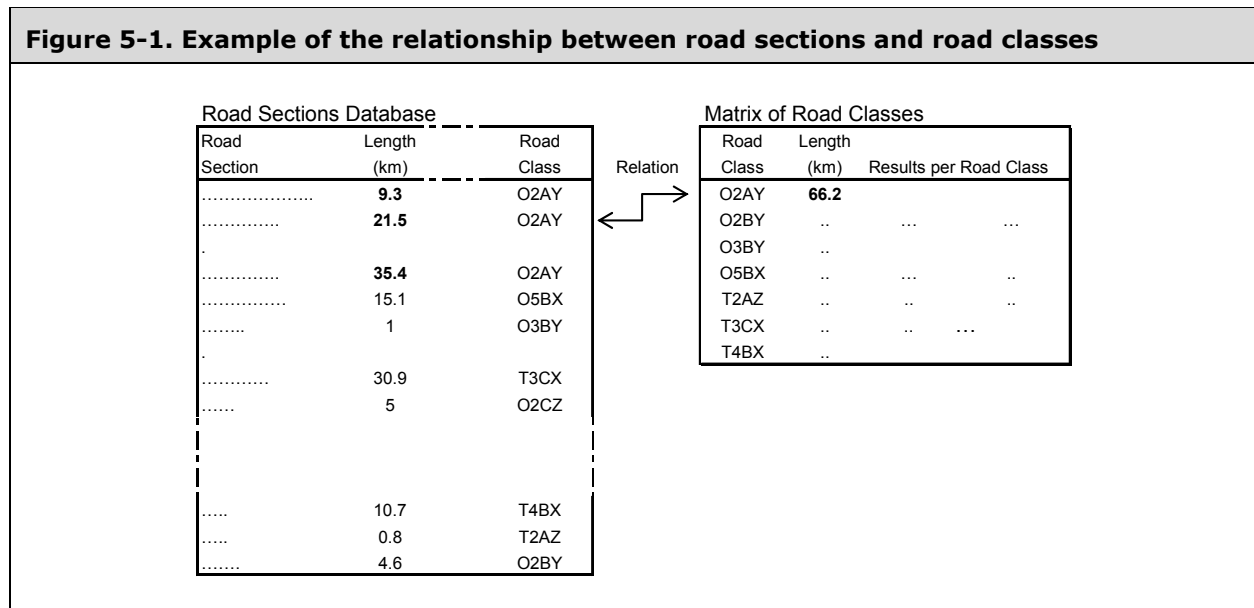 Figure 5-1. Example of the relationship between road sections and road classes
Road Sections Database
Road Length Road
Section (km) Class
………………….. 9.3 O2AY
………….. 21.5 O2AY
.
………….. 35.4 O2AY
…………… 15.1 O5BX
…….. 1 O3BY
.
………… 30.9 T3CX
…… 5 O2CZ
….. 10.7 T4BX
….. 0.8 T2AZ
……. 4.6 O2BY
Relation
Matrix of Road Classes
Road Length
Class (km) Results per Road Class
O2AY 66.2
O2BY .. … …
O3BY ..
O5BX .. … ..
T2AZ .. .. ..
T3CX .. .. …
T4BX ..